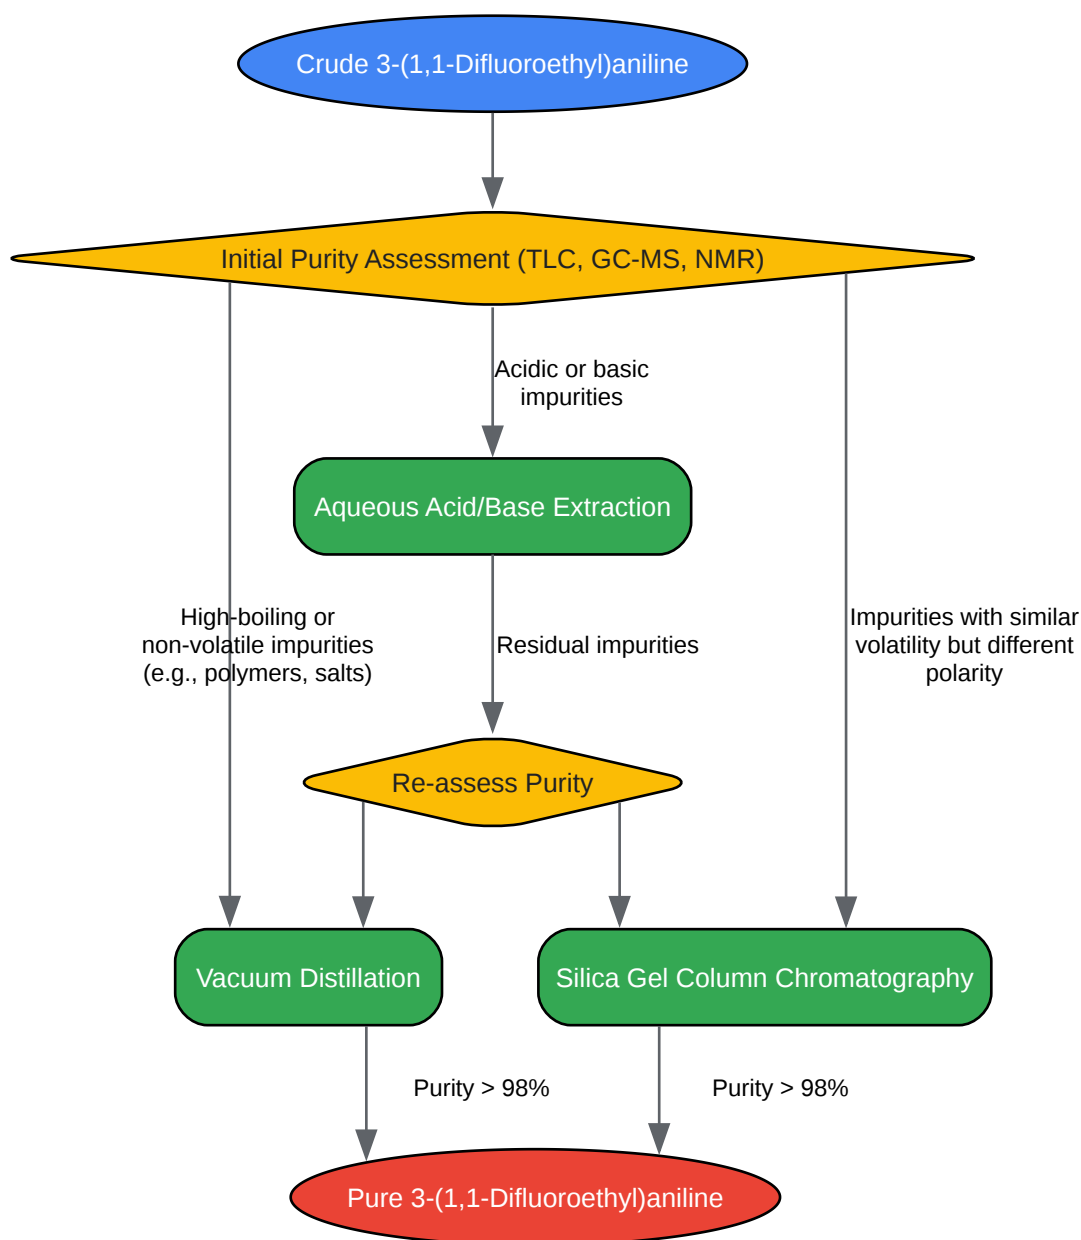 Crude 3-(1,1-Difluoroethyl)aniline
Initial Purity Assessment (TLC, GC-MS, NMR)
Acidic or basic
impurities
Aqueous Acid/Base Extraction
High-boiling or
non-volatile impurities
(e.g., polymers, salts)
Residual impurities
Impurities with similar
volatility but different
polarity
Re-assess Purity
Vacuum Distillation
Silica Gel Column Chromatography
Purity > 98%
Purity > 98%
Pure 3-(1,1-Difluoroethyl)aniline